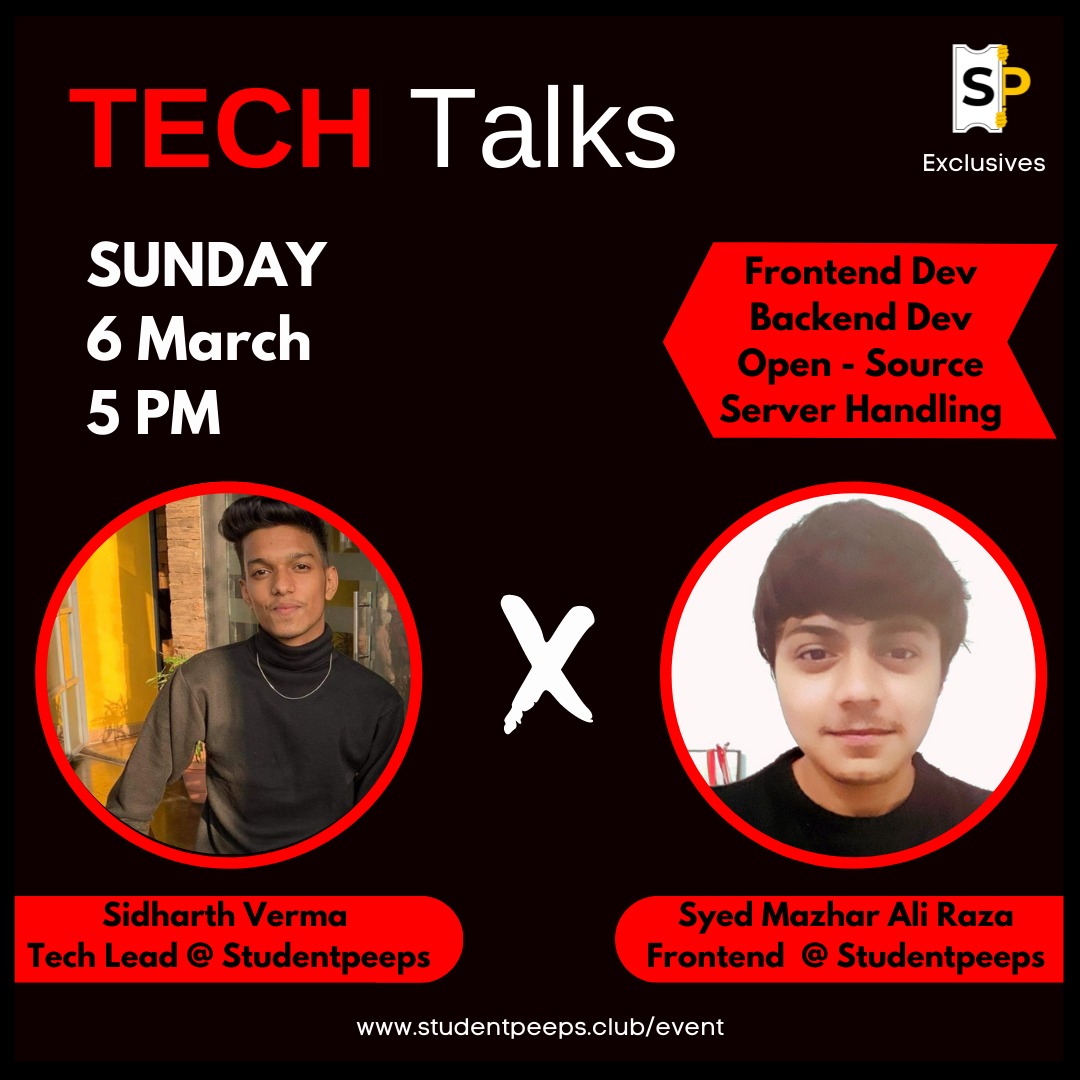 TECH Talks
SP
Exclusives
SUNDAY
6 March
5 PM
Frontend Dev
Backend Dev
Open - Source
Server Handling
X
Sidharth Verma
Tech Lead @ Studentpeeps
Syed Mazhar Ali Raza
Frontend @ Studentpeeps
www.studentpeeps.club/event